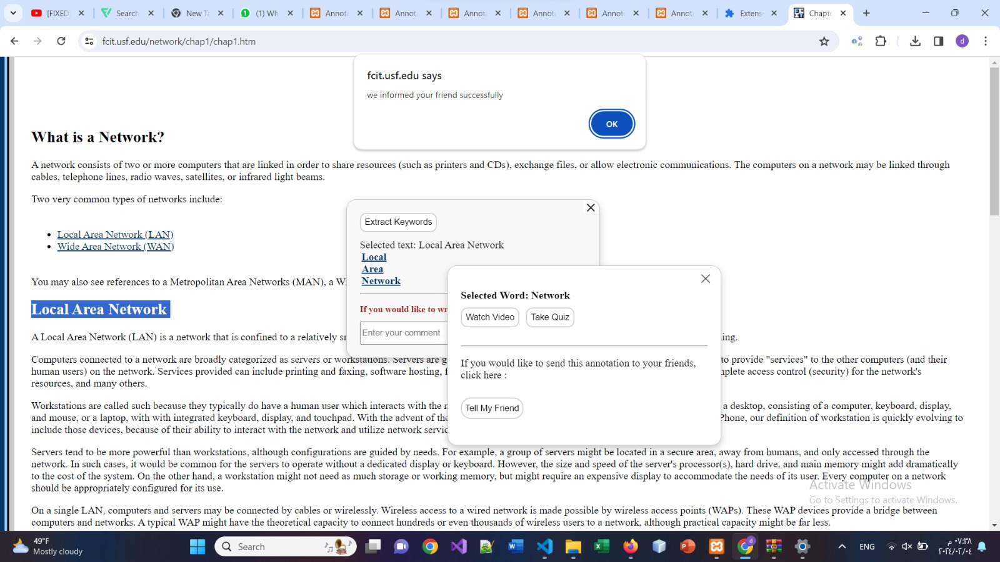 [FIXED]
Search
New Ta
(1) Wh
Annota
Annota
Annota
Annota
Annota
Annota
Extens
Chapte
fcit.usf.edu/network/chap1/chap1.htm
d
fcit.usf.edu says
we informed your friend successfully
OK
What is a Network?
A network consists of two or more computers that are linked in order to share resources (such as printers and CDs), exchange files, or allow electronic communications. The computers on a network may be linked through
cables, telephone lines, radio waves, satellites, or infrared light beams.
Two very common types of networks include:
Local Area Network (LAN)
Wide Area Network (WAN)
You may also see references to a Metropolitan Area Networks (MAN), a W
Extract Keywords
Selected text: Local Area Network
Local
Area
Network
If you would like to wr
Enter your comment
Selected Word: Network
Watch Video
Take Quiz
If you would like to send this annotation to your friends,
click here :
Tell My Friend
Local Area Network
A Local Area Network (LAN) is a network that is confined to a relatively sm ing.
Computers connected to a network are broadly categorized as servers or workstations. Servers are g to provide "services" to the other computers (and their
human users) on the network. Services provided can include printing and faxing, software hosting, f nplete access control (security) for the network's
resources, and many others.
Workstations are called such because they typically do have a human user which interacts with the n a desktop, consisting of a computer, keyboard, display,
and mouse, or a laptop, with with integrated keyboard, display, and touchpad. With the advent of the Phone, our definition of workstation is quickly evolving to
include those devices, because of their ability to interact with the network and utilize network servic
Servers tend to be more powerful than workstations, although configurations are guided by needs. For example, a group of servers might be located in a secure area, away from humans, and only accessed through the
network. In such cases, it would be common for the servers to operate without a dedicated display or keyboard. However, the size and speed of the server's processor(s), hard drive, and main memory might add dramatically
to the cost of the system. On the other hand, a workstation might not need as much storage or working memory, but might require an expensive display to accommodate the needs of its user. Every computer on a network
should be appropriately configured for its use.
Activate Windows
Go to Settings to activate Windows.
On a single LAN, computers and servers may be connected by cables or wirelessly. Wireless access to a wired network is made possible by wireless access points (WAPs). These WAP devices provide a bridge between
computers and networks. A typical WAP might have the theoretical capacity to connect hundreds or even thousands of wireless users to a network, although practical capacity might be far less.
49°F
Mostly cloudy
Search
ENG
٠٧:٣٨ م
٢٠٢٤/٠٢/٠٤